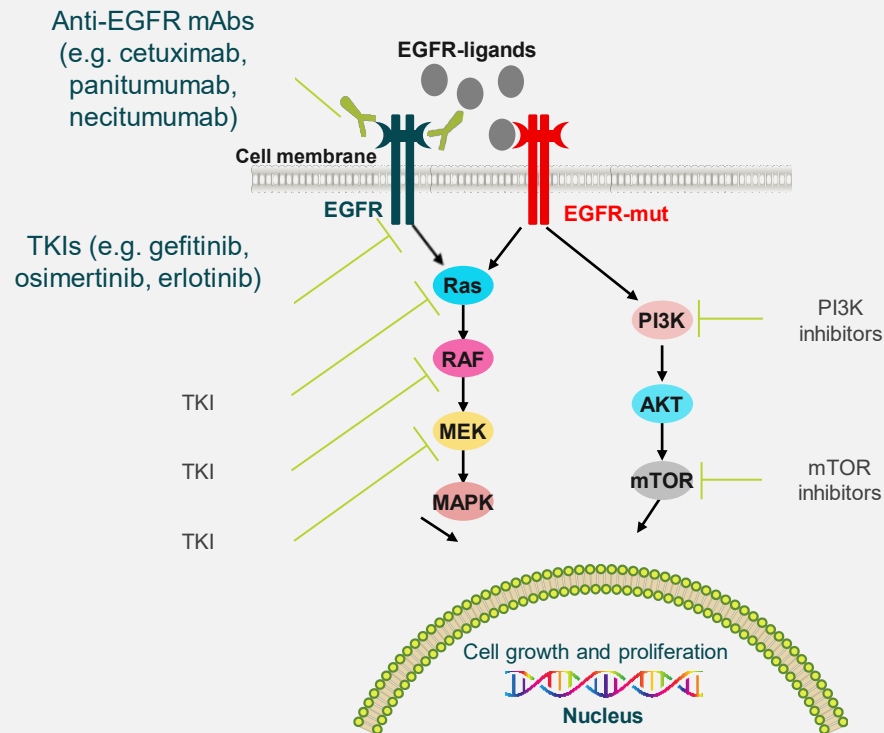 Anti-EGFR mAbs
(e.g. cetuximab,
panitumumab,
necitumumab)
EGFR-ligands
Cell membrane
EGFR
EGFR-mut
TKIs (e.g. gefitinib,
osimertinib, erlotinib)
Ras
PI3K
PI3K
inhibitors
RAF
TKI
AKT
MEK
TKI
mTOR
mTOR
inhibitors
MAPK
TKI
Cell growth and proliferation
Nucleus